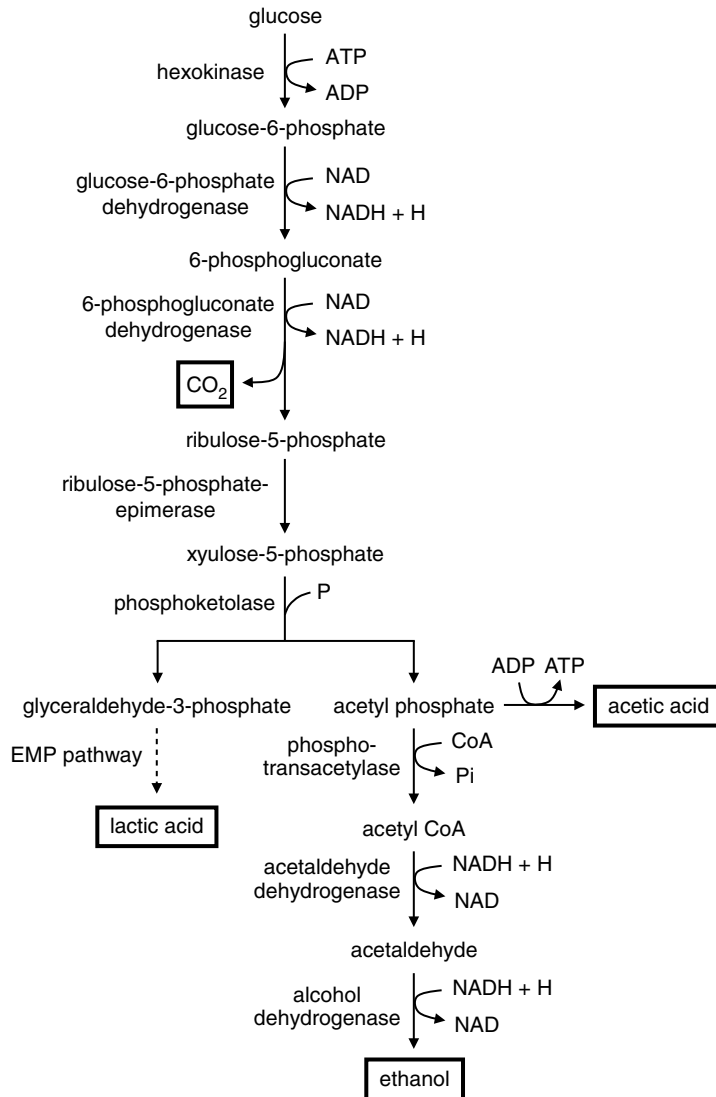 glucose
ATP
hexokinase
ADP
glucose-6-phosphate
NAD
glucose-6-phosphate
dehydrogenase
NADH + H
6-phosphogluconate
NAD
6-phosphogluconate
dehydrogenase
NADH + H
CO2
ribulose-5-phosphate
ribulose-5-phosphate-
epimerase
xyulose-5-phosphate
P
phosphoketolase
ADP ATP
glyceraldehyde-3-phosphate
acetyl phosphate
acetic acid
EMP pathway
phospho-
transacetylase
CoA
Pi
lactic acid
acetyl CoA
acetaldehyde
dehydrogenase
NADH + H
NAD
acetaldehyde
alcohol
dehydrogenase
NADH + H
NAD
ethanol